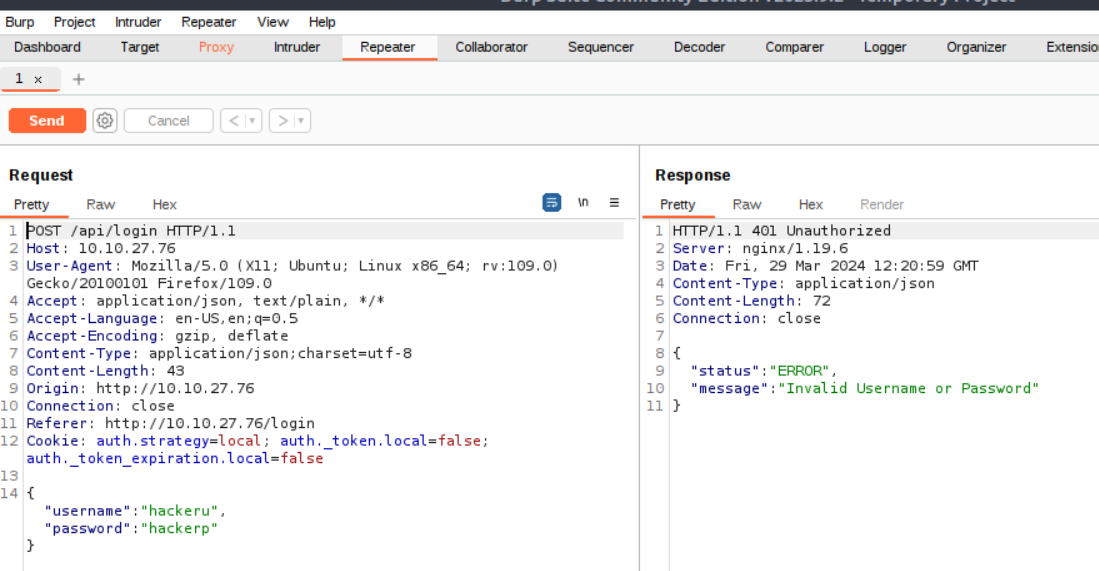 Burp Project Intruder Repeater View Help
Dashboard Target Proxy Intruder Repeater Collaborator Sequencer Decoder Comparer Logger Organizer Extensio
1 × +
Send Cancel < ▾ > ▾
Request
Pretty Raw Hex \n ≡
1 POST /api/login HTTP/1.1
2 Host: 10.10.27.76
3 User-Agent: Mozilla/5.0 (X11; Ubuntu; Linux x86_64; rv:109.0)
Gecko/20100101 Firefox/109.0
4 Accept: application/json, text/plain, */*
5 Accept-Language: en-US,en;q=0.5
6 Accept-Encoding: gzip, deflate
7 Content-Type: application/json;charset=utf-8
8 Content-Length: 43
9 Origin: http://10.10.27.76
10 Connection: close
11 Referer: http://10.10.27.76/login
12 Cookie: auth.strategy=local; auth._token.local=false;
auth._token_expiration.local=false
13
14 {
"username":"hackeru",
"password":"hackerp"
}
Response
Pretty Raw Hex Render
1 HTTP/1.1 401 Unauthorized
2 Server: nginx/1.19.6
3 Date: Fri, 29 Mar 2024 12:20:59 GMT
4 Content-Type: application/json
5 Content-Length: 72
6 Connection: close
7
8 {
9 "status":"ERROR",
10 "message":"Invalid Username or Password"
11 }